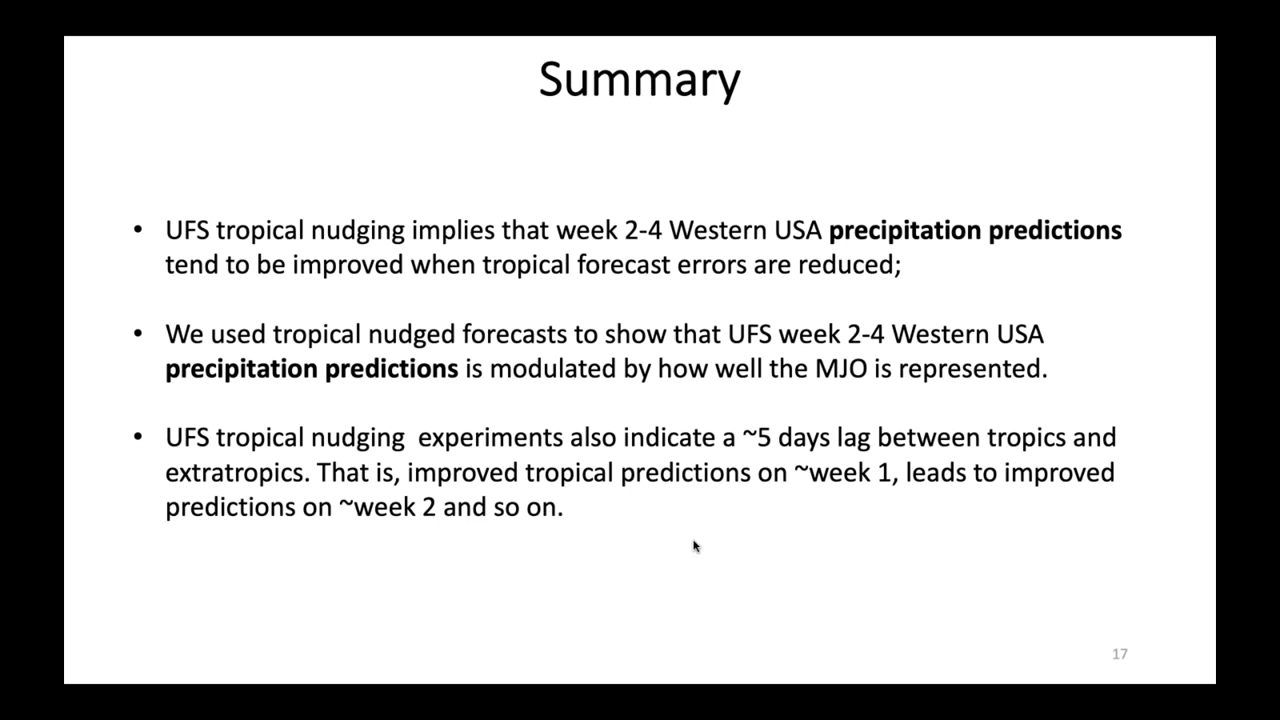 Summary
• UFS tropical nudging implies that week 2-4 Western USA precipitation predictions
tend to be improved when tropical forecast errors are reduced;
• We used tropical nudged forecasts to show that UFS week 2-4 Western USA
precipitation predictions is modulated by how well the MJO is represented.
• UFS tropical nudging  experiments also indicate a ~5 days lag between tropics and
extratropics. That is, improved tropical predictions on ~week 1, leads to improved
predictions on ~week 2 and so on.
17